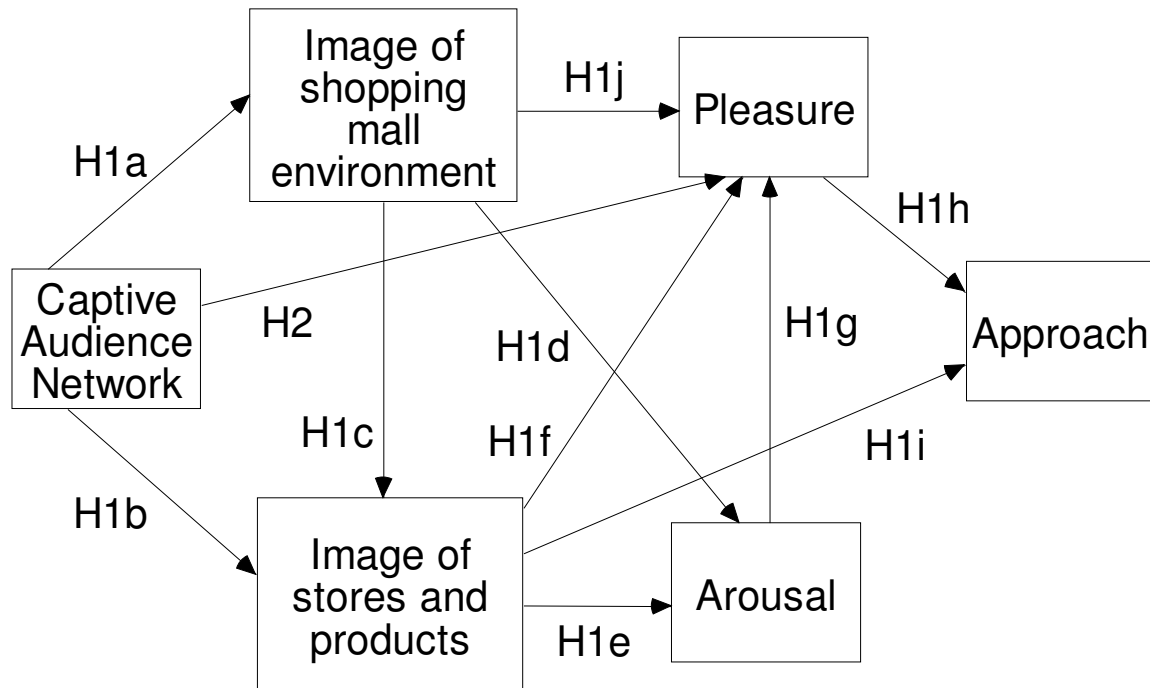 Image of
shopping
mall
environment
H1j
Pleasure
H1a
H1h
Captive
Audience
Network
H2
H1d
H1g
Approach
H1c
H1f
H1i
H1b
Image of
stores and
products
H1e
Arousal